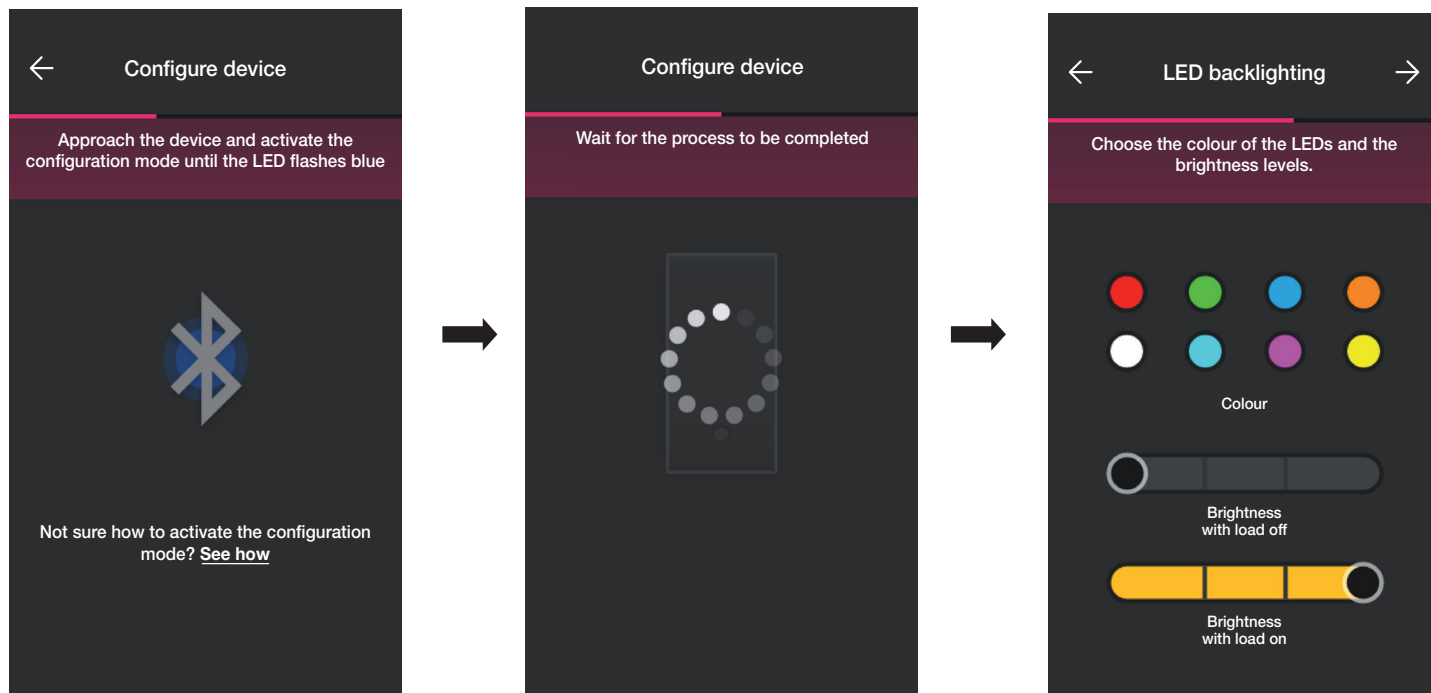 Configure device
Approach the device and activate the
configuration mode until the LED flashes blue
Not sure how to activate the configuration
mode? See how
Configure device
Wait for the process to be completed
LED backlighting
Choose the colour of the LEDs and the
brightness levels.
Colour
Brightness
with load off
Brightness
with load on